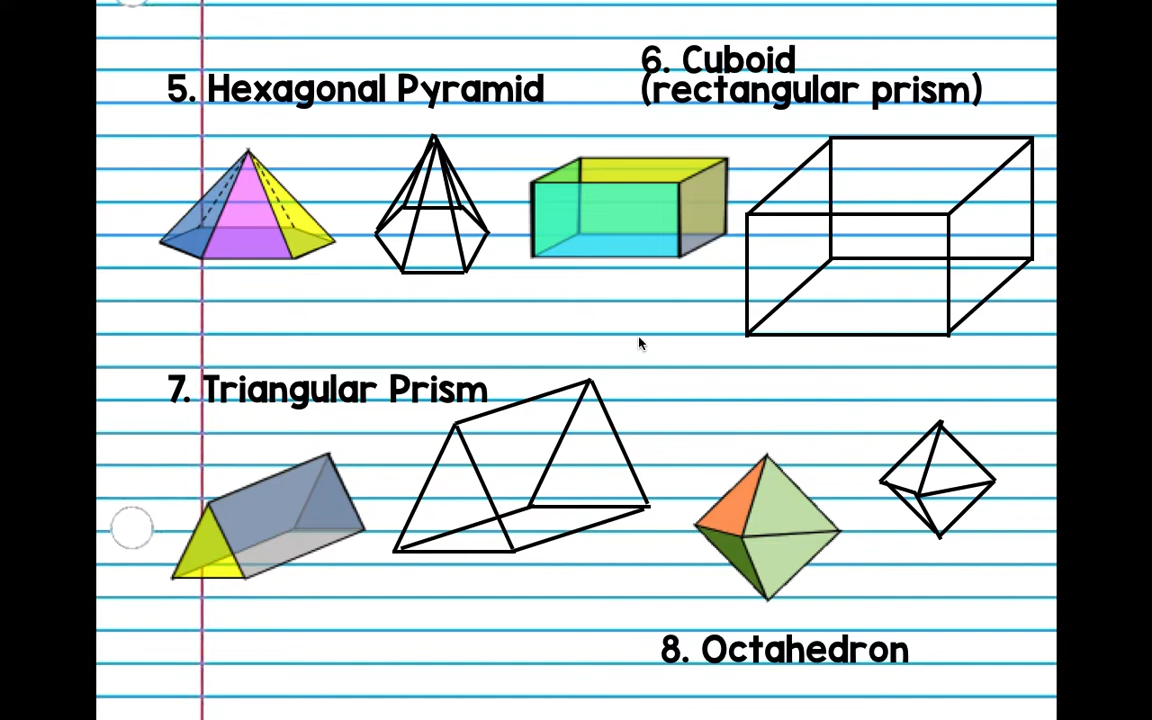 5. Hexagonal Pyramid
6. Cuboid
(rectangular prism)
7. Triangular Prism
8. Octahedron